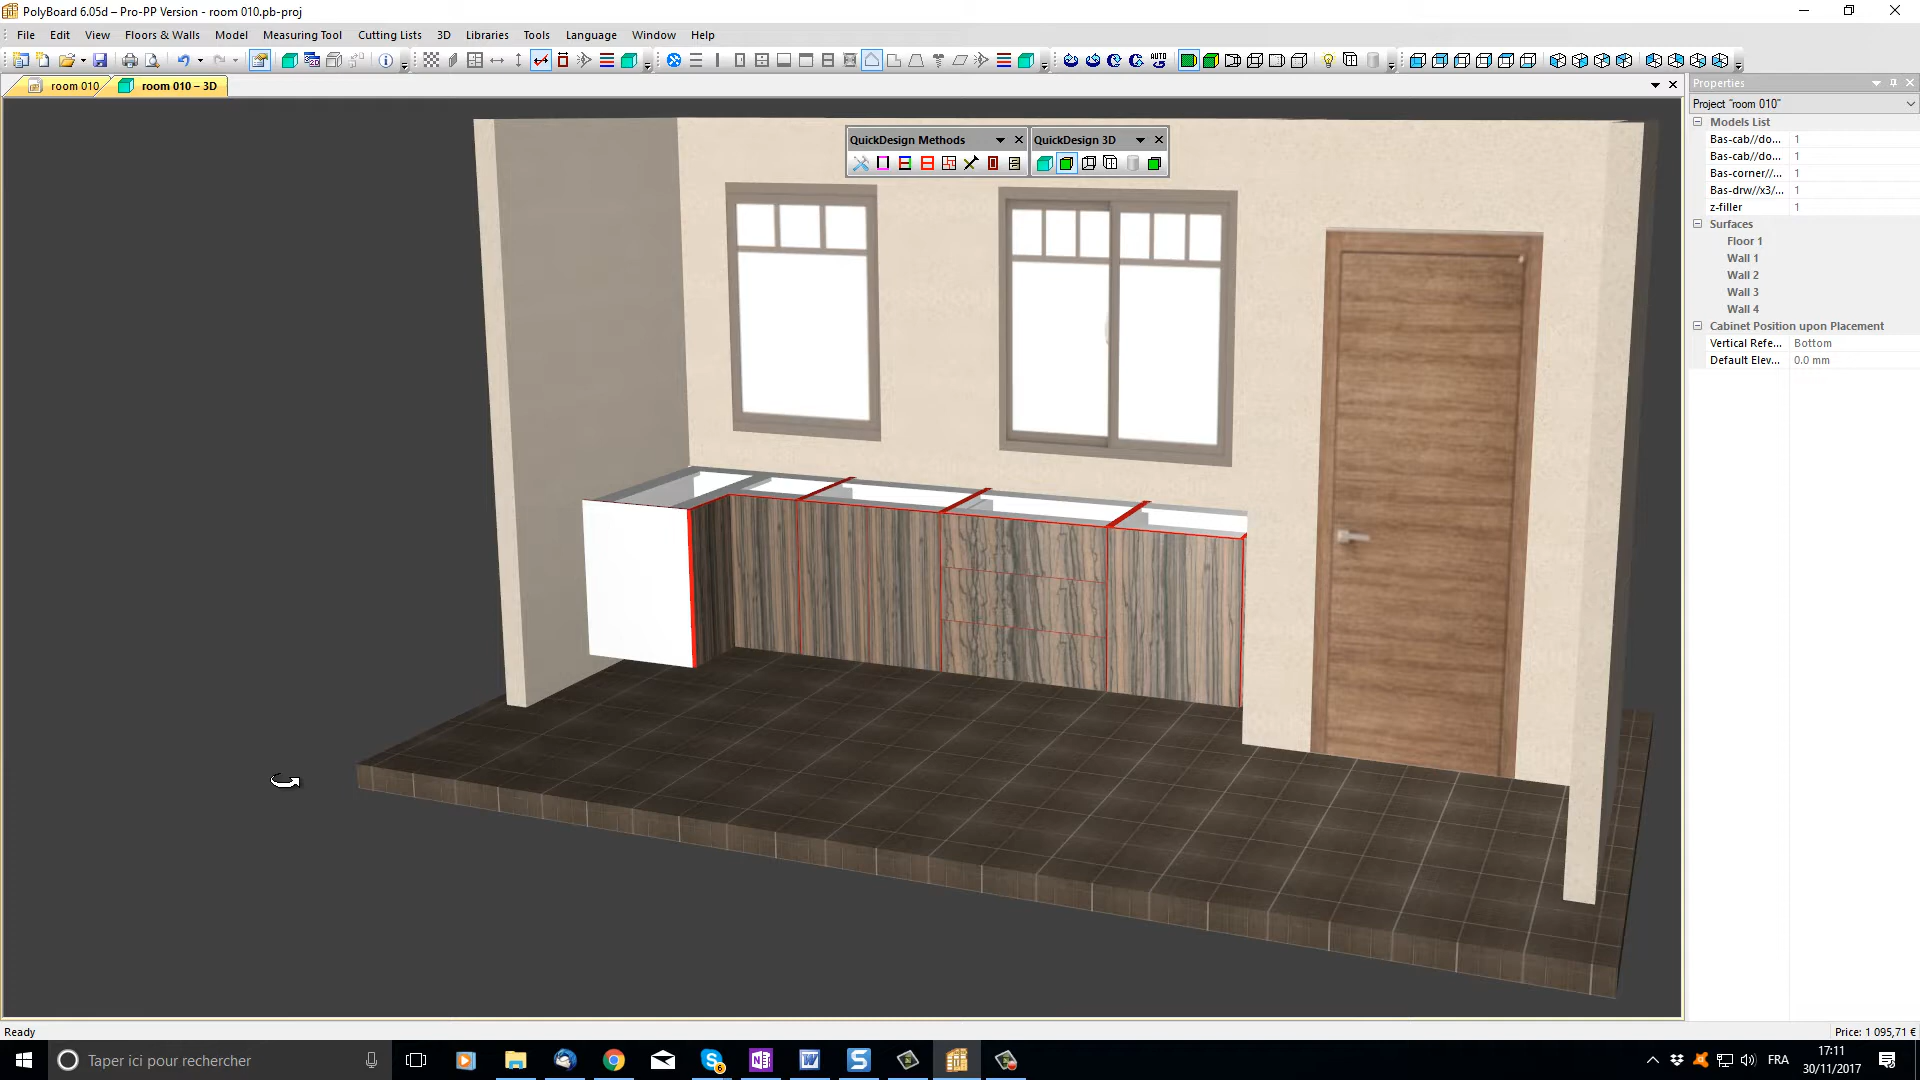 PolyBoard 6.05d – Pro-PP Version - room 010.pb-proj
File Edit View Floors & Walls Model Measuring Tool Cutting Lists 3D Libraries Tools Language Window Help
AUTO
room 010
room 010 – 3D
Properties
Project "room 010"
Models List
Bas-cab//do... 1
Bas-cab//do... 1
Bas-corner//... 1
Bas-drw//x3/... 1
z-filler 1
Surfaces
Floor 1
Wall 1
Wall 2
Wall 3
Wall 4
Cabinet Position upon Placement
Vertical Refe... Bottom
Default Elev... 0.0 mm
QuickDesign Methods
QuickDesign 3D
Ready
Price: 1 095,71 €
Taper ici pour rechercher
6
FRA
17:11
30/11/2017